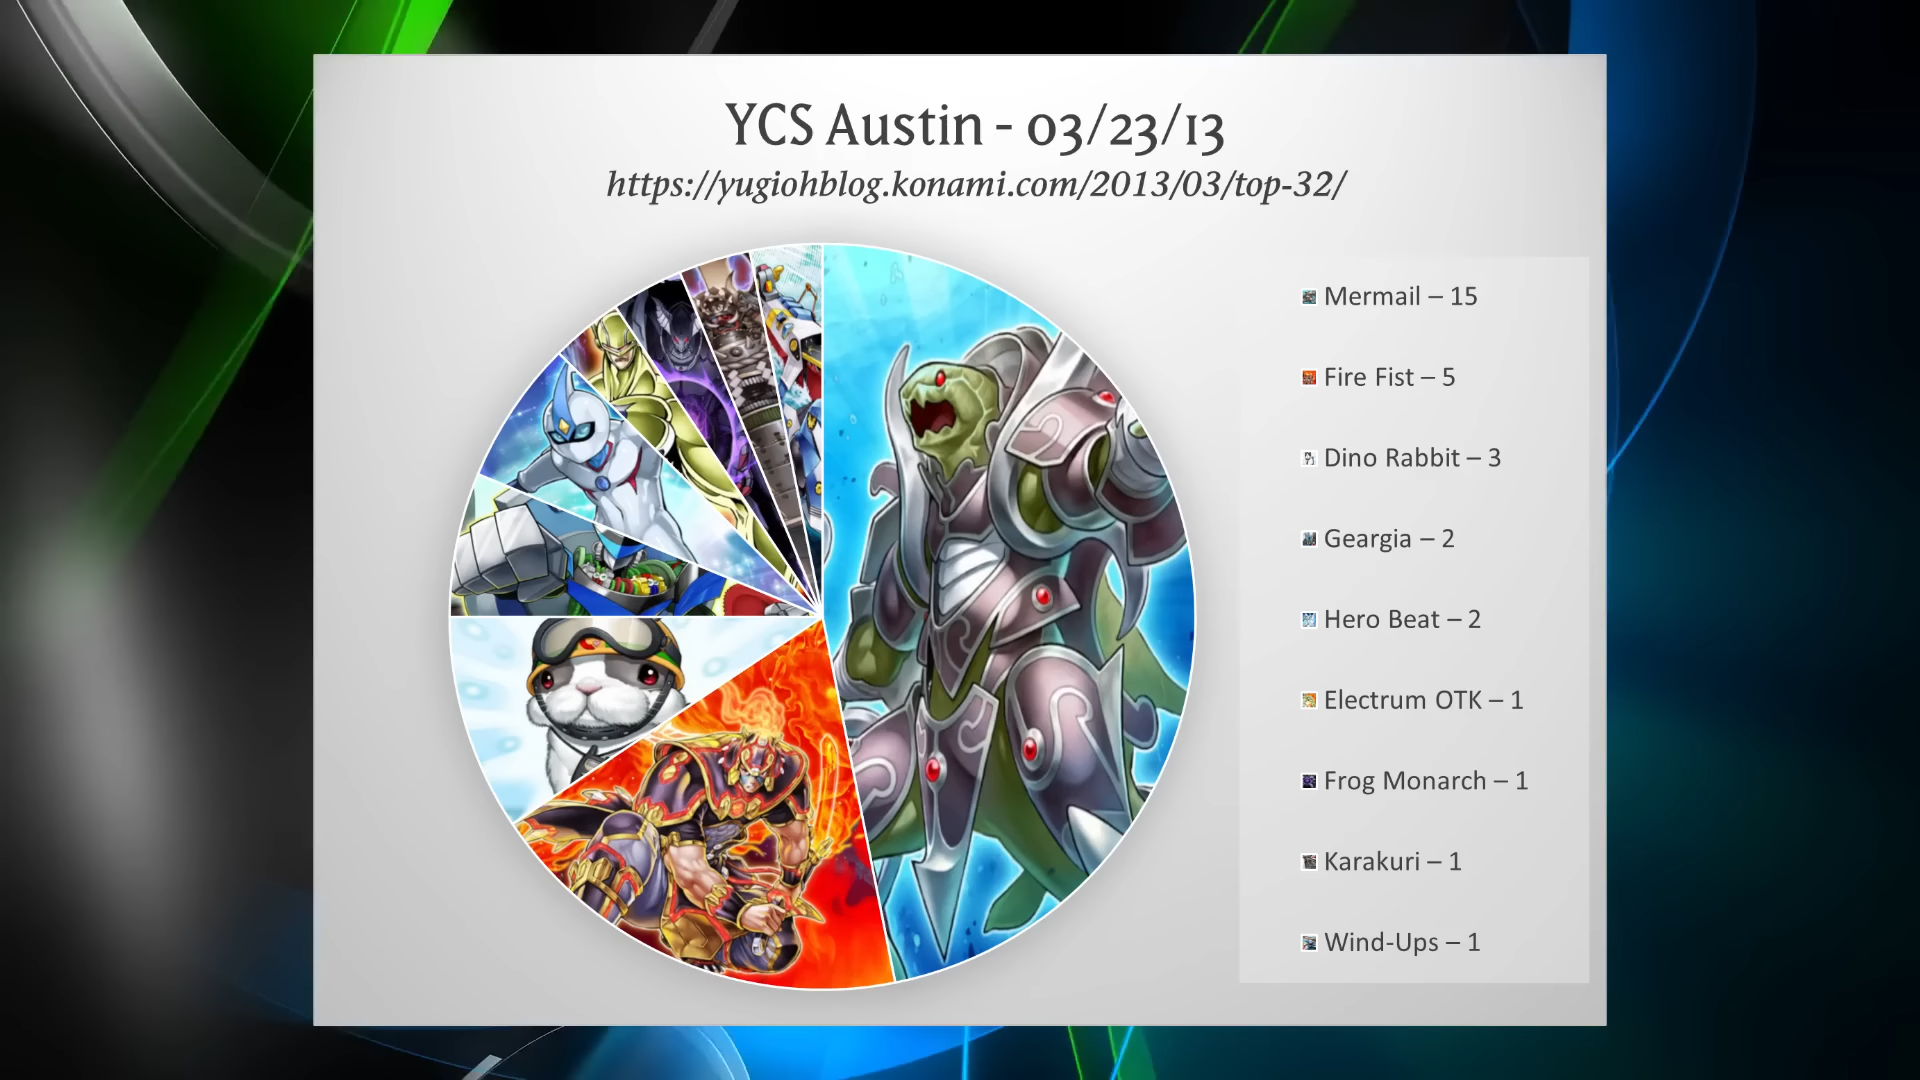 YCS Austin - 03/23/13
https://yugiohblog.konami.com/2013/03/top-32/
Mermail – 15
Fire Fist – 5
Dino Rabbit – 3
Geargia – 2
Hero Beat – 2
Electrum OTK – 1
Frog Monarch – 1
Karakuri – 1
Wind-Ups – 1